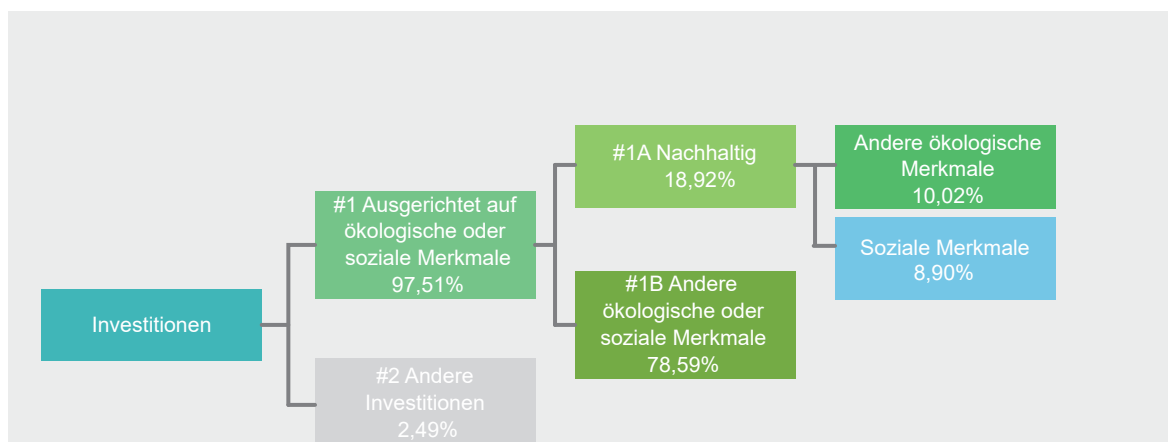 Investitionen
#1 Ausgerichtet auf
ökologische oder
soziale Merkmale
97,51%
#2 Andere
Investitionen
2,49%
#1A Nachhaltig
18,92%
#1B Andere
ökologische oder
soziale Merkmale
78,59%
Andere ökologische
Merkmale
10,02%
Soziale Merkmale
8,90%